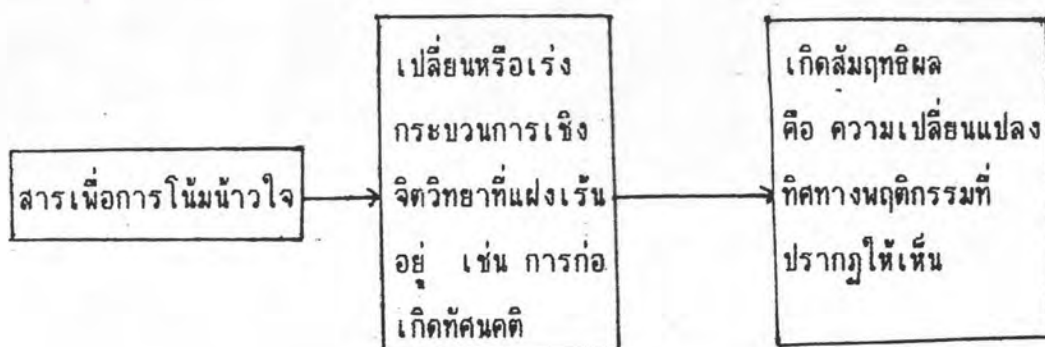 สารเพื่อการโน้มน้าวใจ
เปลี่ยนหรือเร่ง
กระบวนการเชิง
จิตวิทยาที่แฝงเร้น
อยู่ เช่น การก่อ
เกิดทัศนคติ
เกิดสัมฤทธิผล
คือ ความเปลี่ยนแปลง
ทิศทางพฤติกรรมที่
ปรากฏให้เห็น